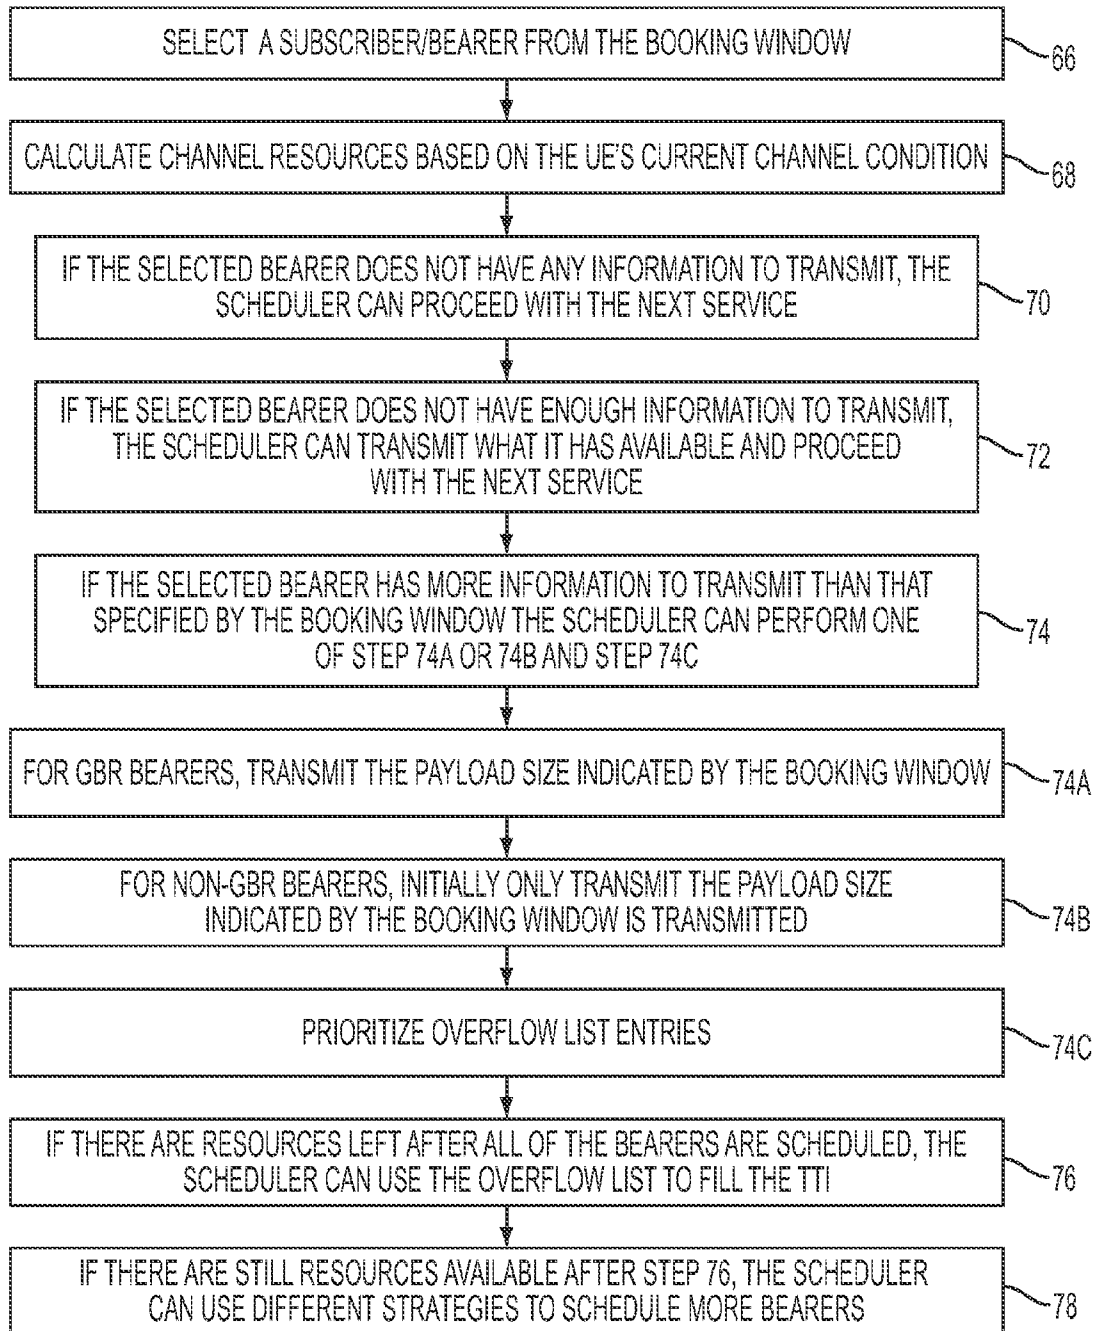 SELECT A SUBSCRIBER/BEARER FROM THE BOOKING WINDOW
66
CALCULATE CHANNEL RESOURCES BASED ON THE UE'S CURRENT CHANNEL CONDITION
68
IF THE SELECTED BEARER DOES NOT HAVE ANY INFORMATION TO TRANSMIT, THE
SCHEDULER CAN PROCEED WITH THE NEXT SERVICE
70
IF THE SELECTED BEARER DOES NOT HAVE ENOUGH INFORMATION TO TRANSMIT,
THE SCHEDULER CAN TRANSMIT WHAT IT HAS AVAILABLE AND PROCEED
WITH THE NEXT SERVICE
72
IF THE SELECTED BEARER HAS MORE INFORMATION TO TRANSMIT THAN THAT
SPECIFIED BY THE BOOKING WINDOW THE SCHEDULER CAN PERFORM ONE
OF STEP 74A OR 74B AND STEP 74C
74
FOR GBR BEARERS, TRANSMIT THE PAYLOAD SIZE INDICATED BY THE BOOKING WINDOW
74A
FOR NON-GBR BEARERS, INITIALLY ONLY TRANSMIT THE PAYLOAD SIZE
INDICATED BY THE BOOKING WINDOW IS TRANSMITTED
74B
PRIORITIZE OVERFLOW LIST ENTRIES
74C
IF THERE ARE RESOURCES LEFT AFTER ALL OF THE BEARERS ARE SCHEDULED, THE
SCHEDULER CAN USE THE OVERFLOW LIST TO FILL THE TTI
76
IF THERE ARE STILL RESOURCES AVAILABLE AFTER STEP 76, THE SCHEDULER
CAN USE DIFFERENT STRATEGIES TO SCHEDULE MORE BEARERS
78